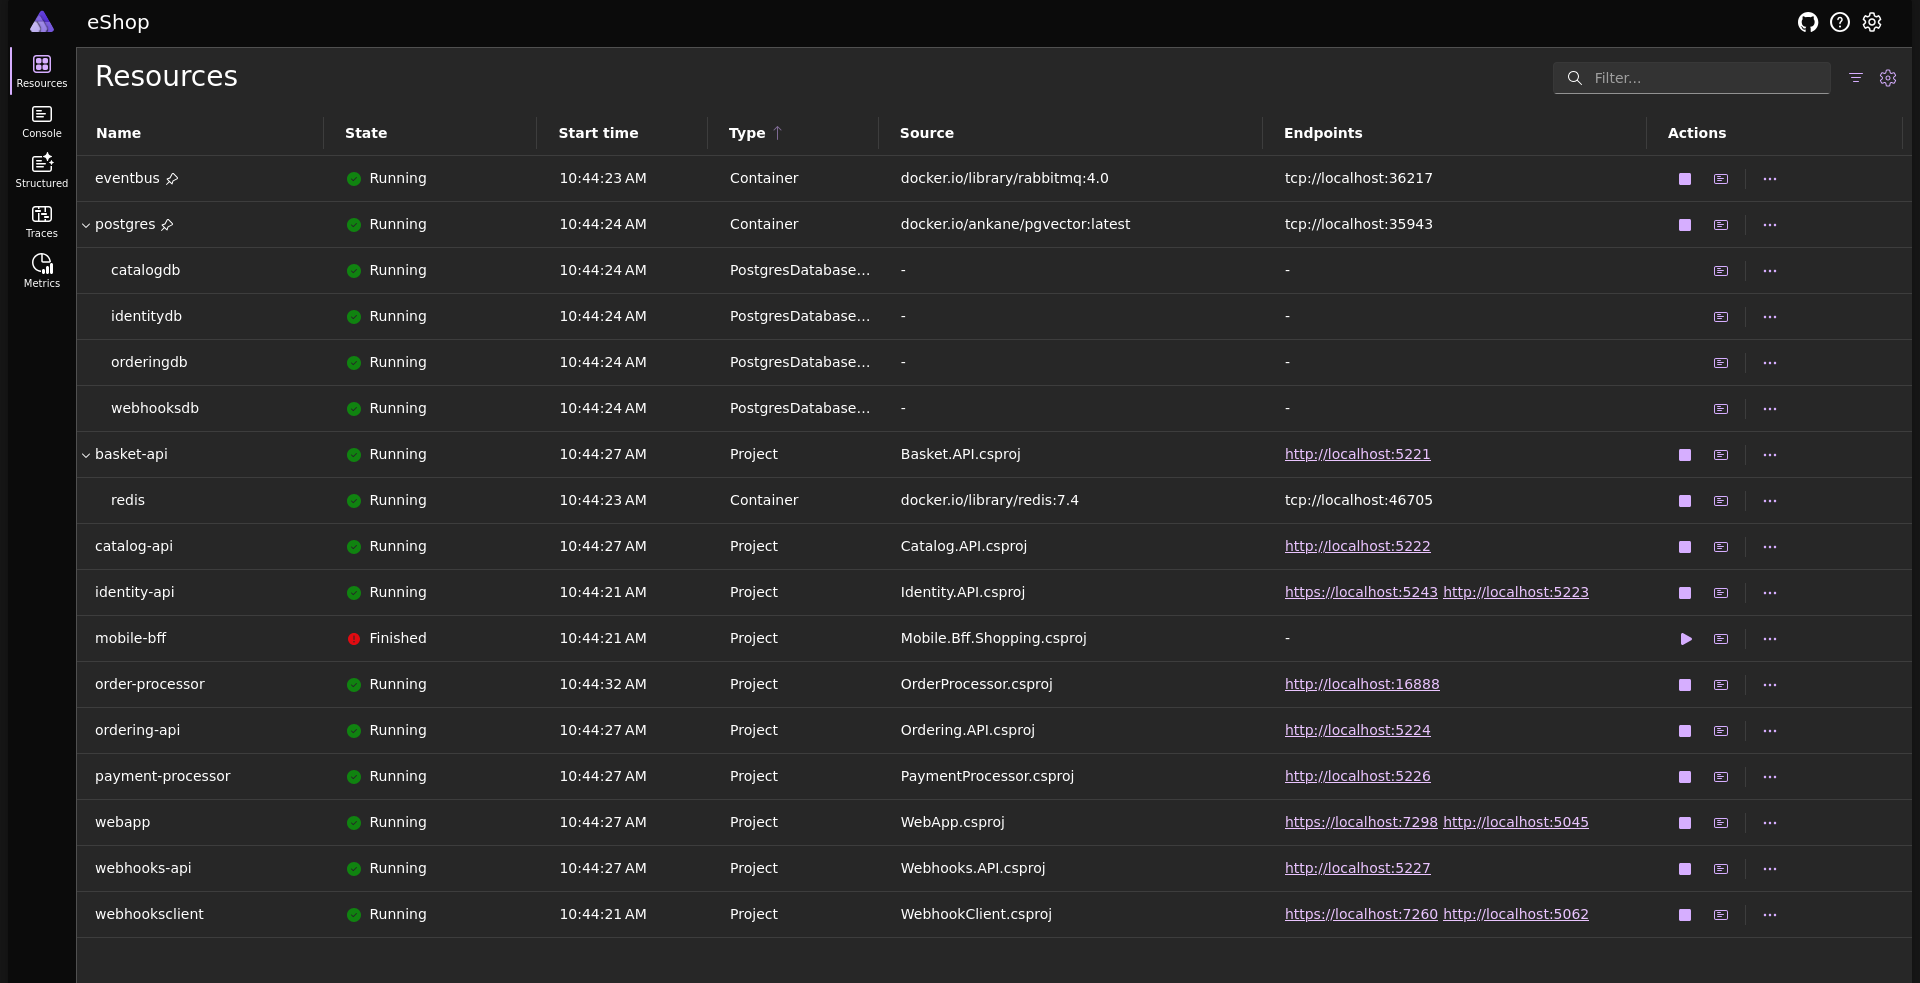 eShop
Resources
Console
Structured
Traces
Metrics
Resources
Filter...
Name State Start time Type Source Endpoints Actions
eventbus Running 10:44:23 AM Container docker.io/library/rabbitmq:4.0 tcp://localhost:36217
postgres Running 10:44:24 AM Container docker.io/ankane/pgvector:latest tcp://localhost:35943
catalogdb Running 10:44:24 AM PostgresDatabase... - -
identitydb Running 10:44:24 AM PostgresDatabase... - -
orderingdb Running 10:44:24 AM PostgresDatabase... - -
webhooksdb Running 10:44:24 AM PostgresDatabase... - -
basket-api Running 10:44:27 AM Project Basket.API.csproj http://localhost:5221
redis Running 10:44:23 AM Container docker.io/library/redis:7.4 tcp://localhost:46705
catalog-api Running 10:44:27 AM Project Catalog.API.csproj http://localhost:5222
identity-api Running 10:44:21 AM Project Identity.API.csproj https://localhost:5243 http://localhost:5223
mobile-bff Finished 10:44:21 AM Project Mobile.Bff.Shopping.csproj -
order-processor Running 10:44:32 AM Project OrderProcessor.csproj http://localhost:16888
ordering-api Running 10:44:27 AM Project Ordering.API.csproj http://localhost:5224
payment-processor Running 10:44:27 AM Project PaymentProcessor.csproj http://localhost:5226
webapp Running 10:44:27 AM Project WebApp.csproj https://localhost:7298 http://localhost:5045
webhooks-api Running 10:44:27 AM Project Webhooks.API.csproj http://localhost:5227
webhooksclient Running 10:44:21 AM Project WebhookClient.csproj https://localhost:7260 http://localhost:5062